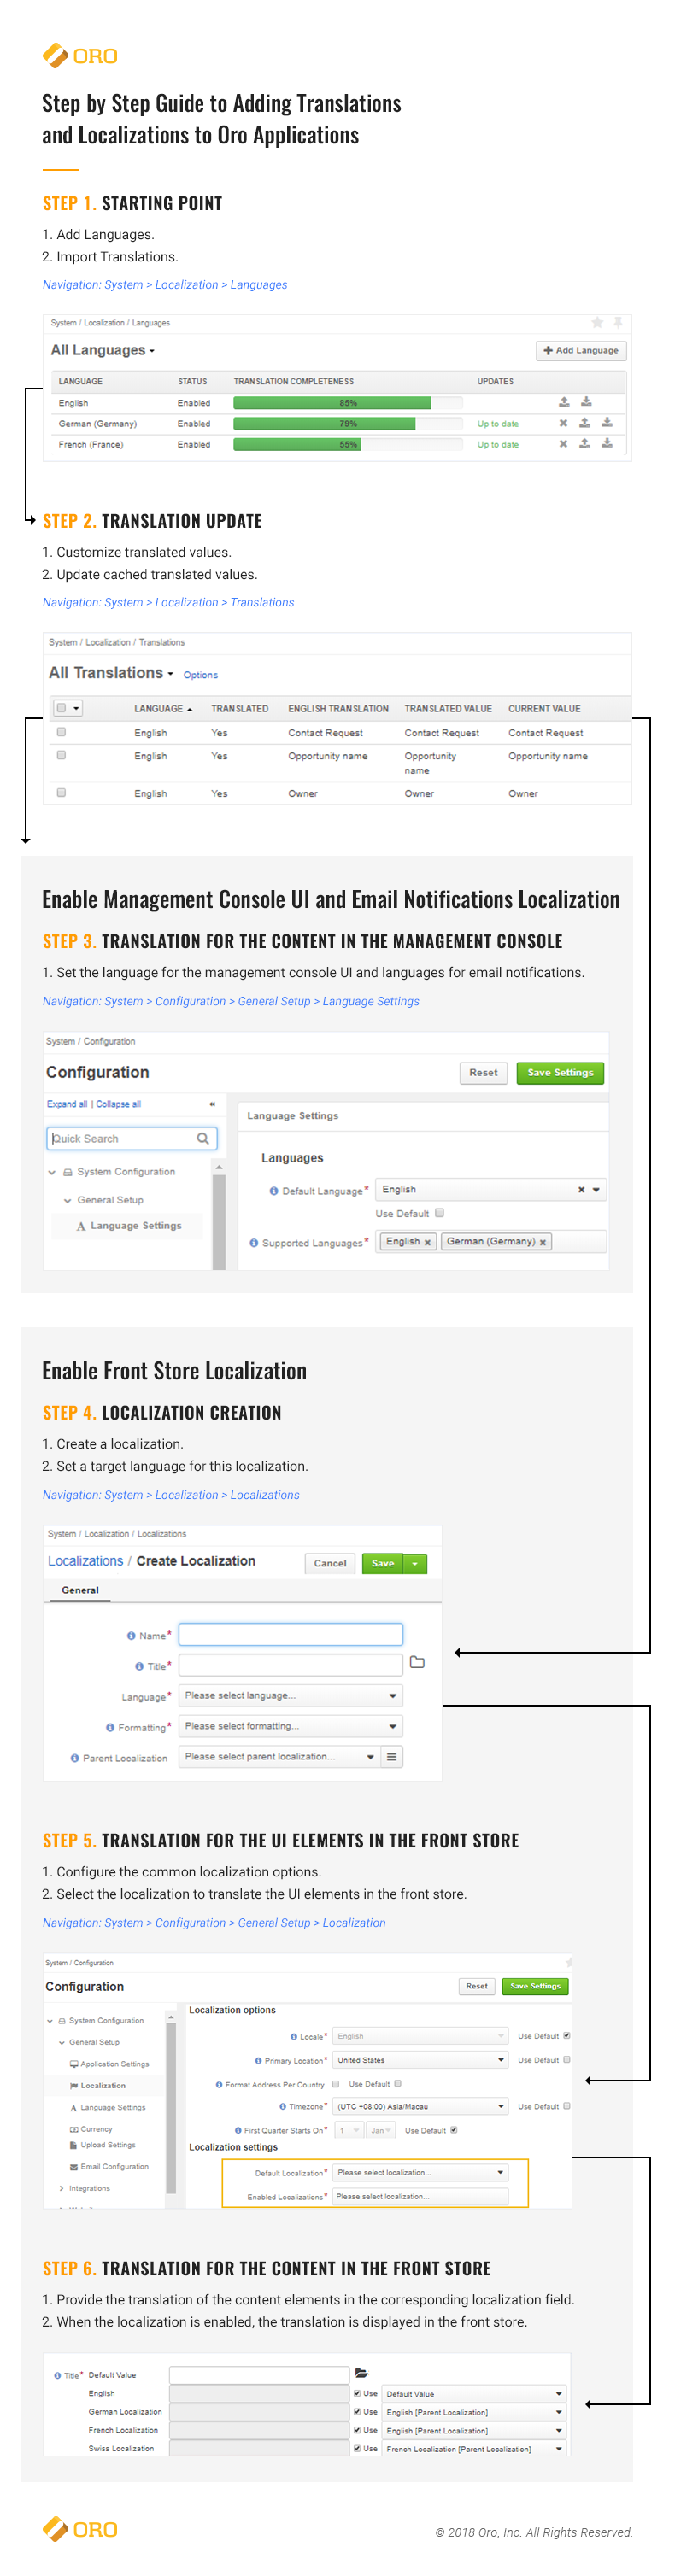 ORO
Step by Step Guide to Adding Translations
and Localizations to Oro Applications
STEP 1. STARTING POINT
1. Add Languages.
2. Import Translations.
Navigation: System > Localization > Languages
System / Localization / Languages
All Languages
Add Language
LANGUAGE STATUS TRANSLATION COMPLETENESS UPDATES
English Enabled 85%
German (Germany) Enabled 79% Up to date
French (France) Enabled 55% Up to date
STEP 2. TRANSLATION UPDATE
1. Customize translated values.
2. Update cached translated values.
Navigation: System > Localization > Translations
System / Localization / Translations
All Translations Options
LANGUAGE TRANSLATED ENGLISH TRANSLATION TRANSLATED VALUE CURRENT VALUE
English Yes Contact Request Contact Request Contact Request
English Yes Opportunity name Opportunity Opportunity name
name
English Yes Owner Owner Owner
Enable Management Console UI and Email Notifications Localization
STEP 3. TRANSLATION FOR THE CONTENT IN THE MANAGEMENT CONSOLE
1. Set the language for the management console UI and languages for email notifications.
Navigation: System > Configuration > General Setup > Language Settings
System / Configuration
Configuration Reset Save Settings
Expand all | Collapse all «
Language Settings
Quick Search
Languages
System Configuration
Default Language* English
General Setup
Use Default
Language Settings
Supported Languages* English × German (Germany) ×
Enable Front Store Localization
STEP 4. LOCALIZATION CREATION
1. Create a localization.
2. Set a target language for this localization.
Navigation: System > Localization > Localizations
System / Localization / Localizations
Localizations / Create Localization Cancel Save
General
Name*
Title*
Language* Please select language...
Formatting* Please select formatting...
Parent Localization Please select parent localization...
STEP 5. TRANSLATION FOR THE UI ELEMENTS IN THE FRONT STORE
1. Configure the common localization options.
2. Select the localization to translate the UI elements in the front store.
Navigation: System > Configuration > General Setup > Localization
System / Configuration
Configuration Reset Save Settings
System Configuration
General Setup
Application Settings
Localization
Language Settings
Currency
Upload Settings
Email Configuration
Integrations
Localization options
Locale* English Use Default
Primary Location* United States Use Default
Format Address Per Country Use Default
Timezone* (UTC +08:00) Asia/Macau Use Default
First Quarter Starts On* 1 Jan Use Default
Localization settings
Default Localization* Please select localization...
Enabled Localizations* Please select localization...
STEP 6. TRANSLATION FOR THE CONTENT IN THE FRONT STORE
1. Provide the translation of the content elements in the corresponding localization field.
2. When the localization is enabled, the translation is displayed in the front store.
Title* Default Value
English Use Default Value
German Localization Use English [Parent Localization]
French Localization Use English [Parent Localization]
Swiss Localization Use French Localization [Parent Localization]
ORO
© 2018 Oro, Inc. All Rights Reserved.